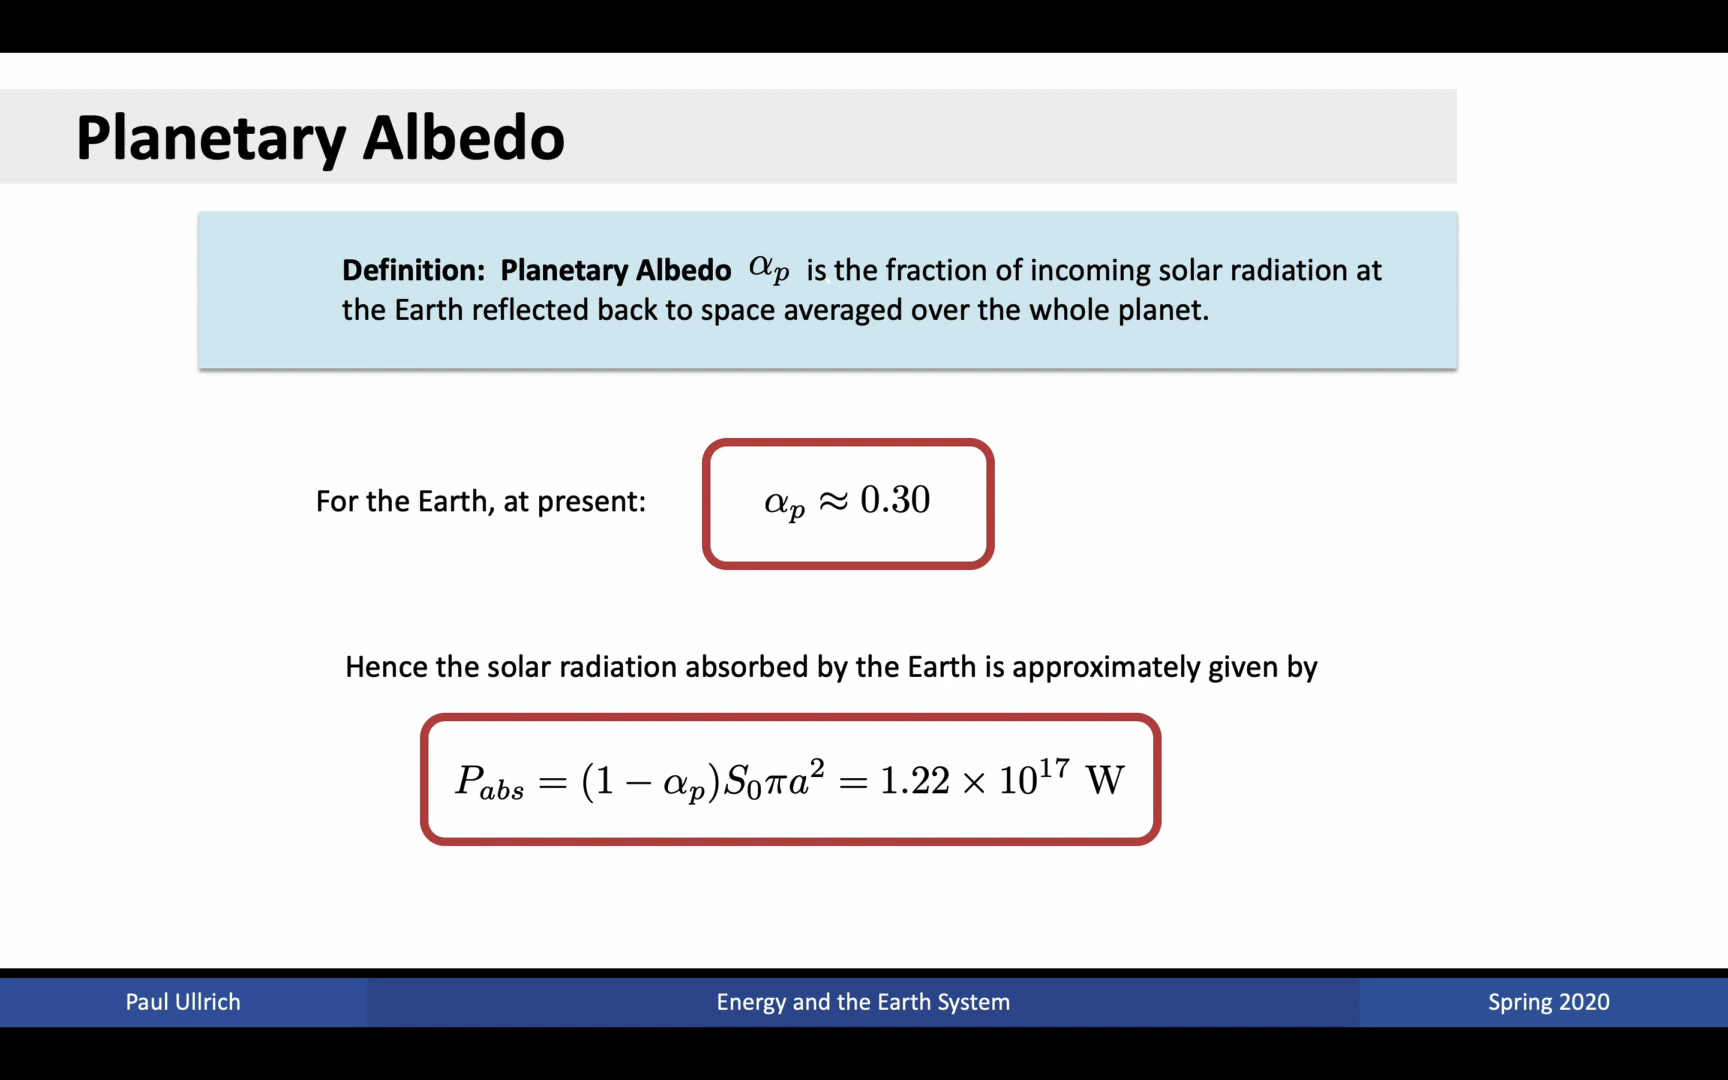 Planetary Albedo
Definition: Planetary Albedo αₚ is the fraction of incoming solar radiation at
the Earth reflected back to space averaged over the whole planet.
For the Earth, at present:
αₚ ≈ 0.30
Hence the solar radiation absorbed by the Earth is approximately given by
P_{abs} = (1 − αₚ)S₀πa² = 1.22 × 10¹⁷ W
Paul Ullrich
Energy and the Earth System
Spring 2020